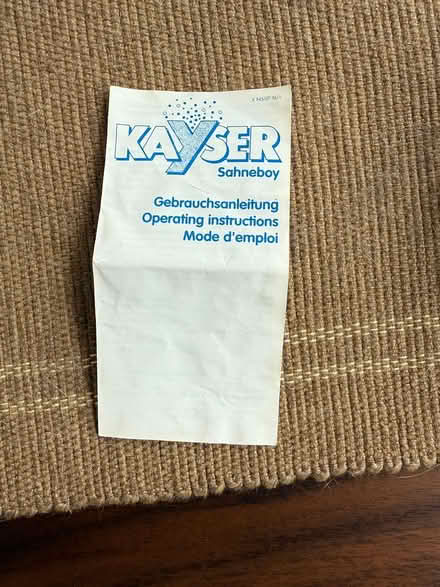 KAYSER
Sahneboy
Gebrauchsanleitung
Operating instructions
Mode d'emploi